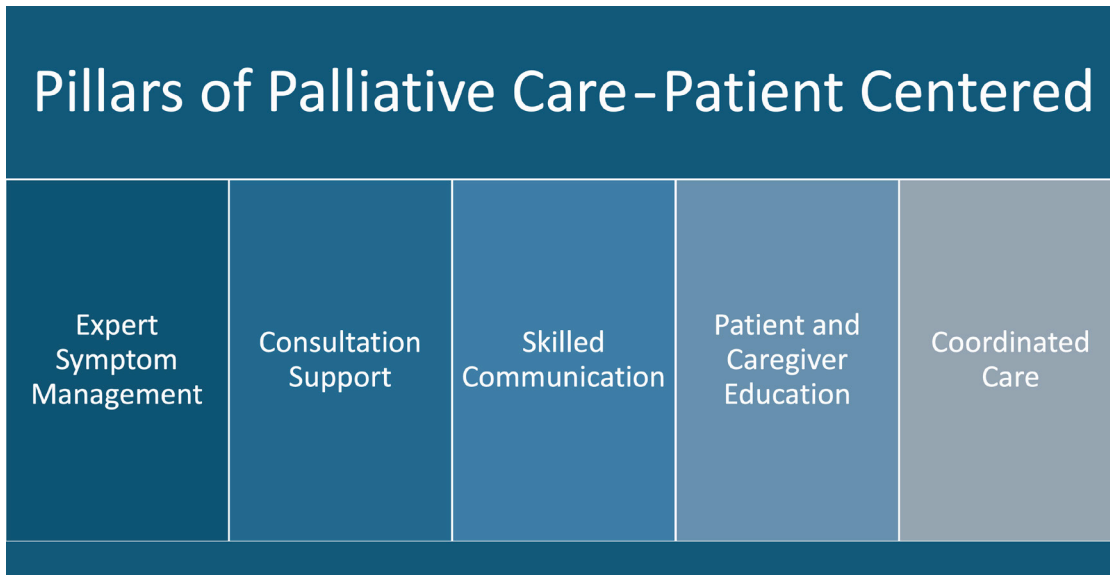 Pillars of Palliative Care–Patient Centered
Expert
Symptom
Management
Consultation
Support
Skilled
Communication
Patient and
Caregiver
Education
Coordinated
Care